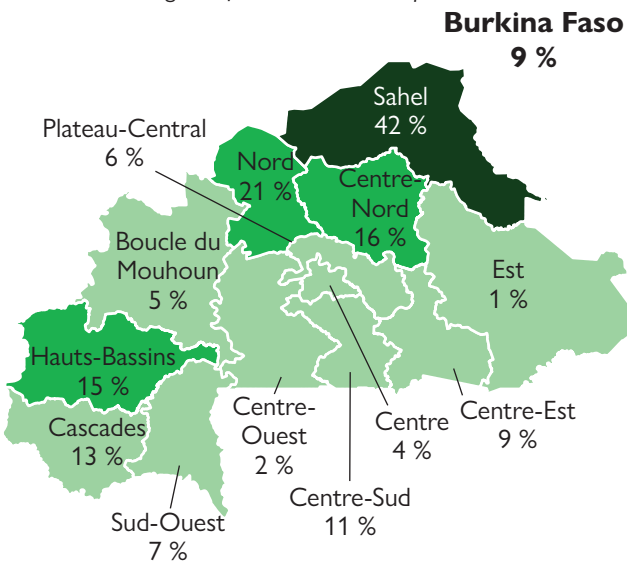 Burkina Faso
9 %
Sahel
42 %
Plateau-Central
6 %
Nord
21 %
Centre-
Nord
16 %
Boucle du
Mouhoun
5 %
Est
1 %
Hauts-Bassins
15 %
Cascades
13 %
Centre-
Ouest
2 %
Centre
4 %
Centre-Est
9 %
Centre-Sud
11 %
Sud-Ouest
7 %